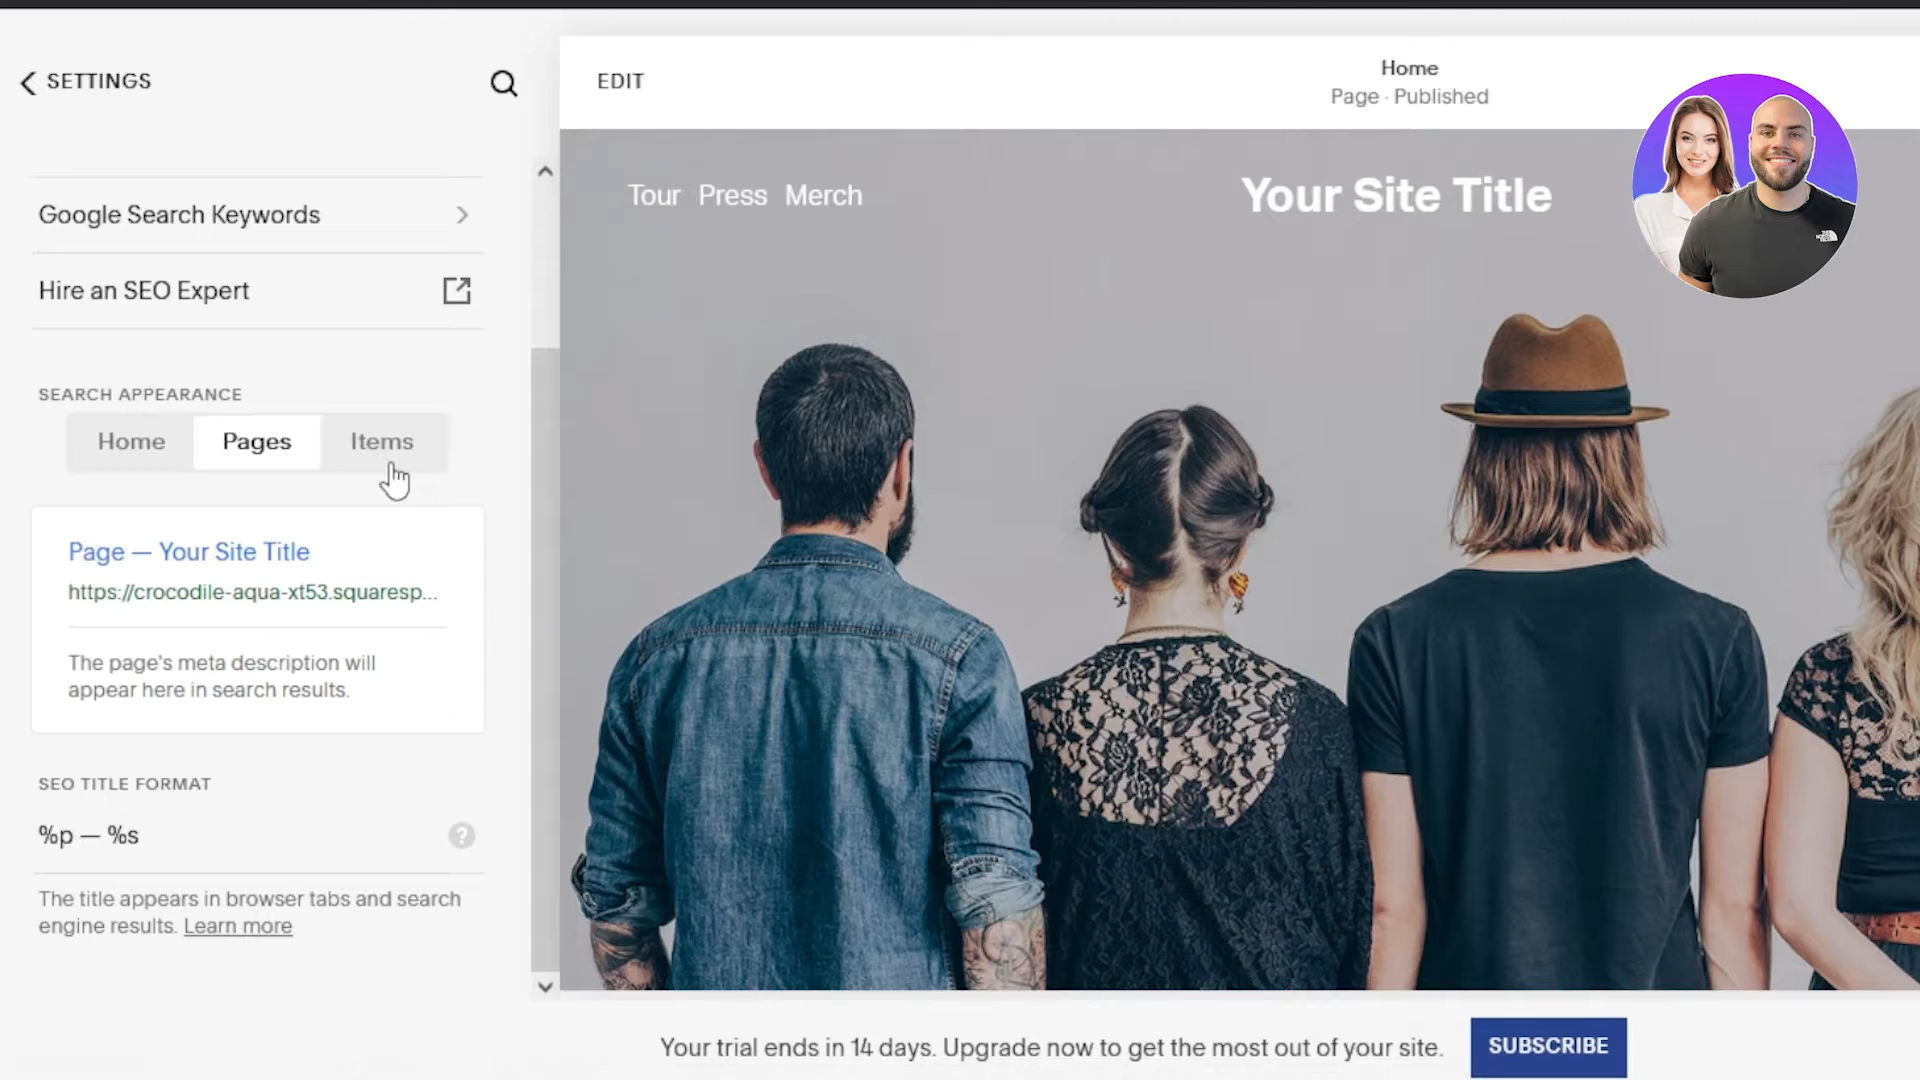 SETTINGS
Google Search Keywords
Hire an SEO Expert
SEARCH APPEARANCE
Home Pages Items
Page — Your Site Title
https://crocodile-aqua-xt53.squaresp...
The page's meta description will
appear here in search results.
SEO TITLE FORMAT
%p — %s
?
The title appears in browser tabs and search
engine results. Learn more
EDIT
Home
Page · Published
Tour Press Merch
Your Site Title
THE
NORTH
FACE
Your trial ends in 14 days. Upgrade now to get the most out of your site.
SUBSCRIBE